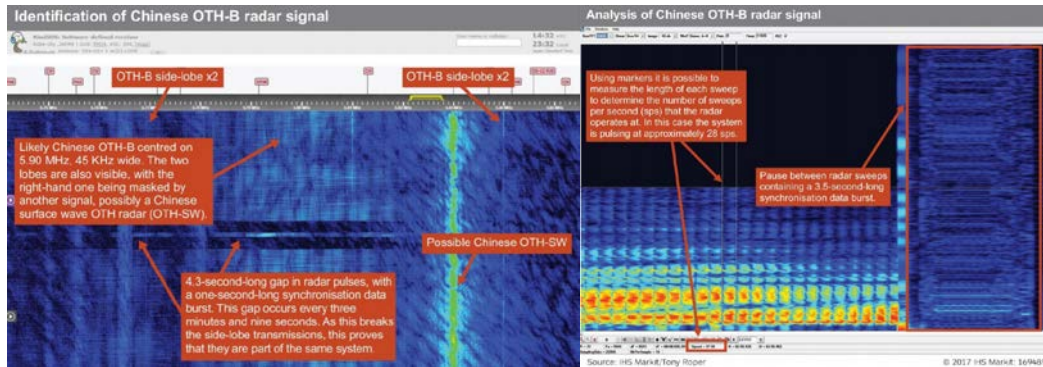 Identification of Chinese OTH-B radar signal
OTH-B side-lobe x2
OTH-B side-lobe x2
Likely Chinese OTH-B centred on
5.90 MHz, 45 KHz wide. The two
lobes are also visible, with the
right-hand one being masked by
another signal, possibly a Chinese
surface wave OTH radar (OTH-SW).
Possible Chinese OTH-SW
4.3-second-long gap in radar pulses, with
a one-second-long synchronisation data
burst. This gap occurs every three
minutes and nine seconds. As this breaks
the side-lobe transmissions, this proves
that they are part of the same system.
Analysis of Chinese OTH-B radar signal
Using markers it is possible to
measure the length of each sweep
to determine the number of sweeps
per second (sps) that the radar
operates at. In this case the system
is pulsing at approximately 28 sps.
Pause between radar sweeps
containing a 3.5-second-long
synchronisation data burst.
Source: IHS Markit/Tony Roper
© 2017 IHS Markit: 169489